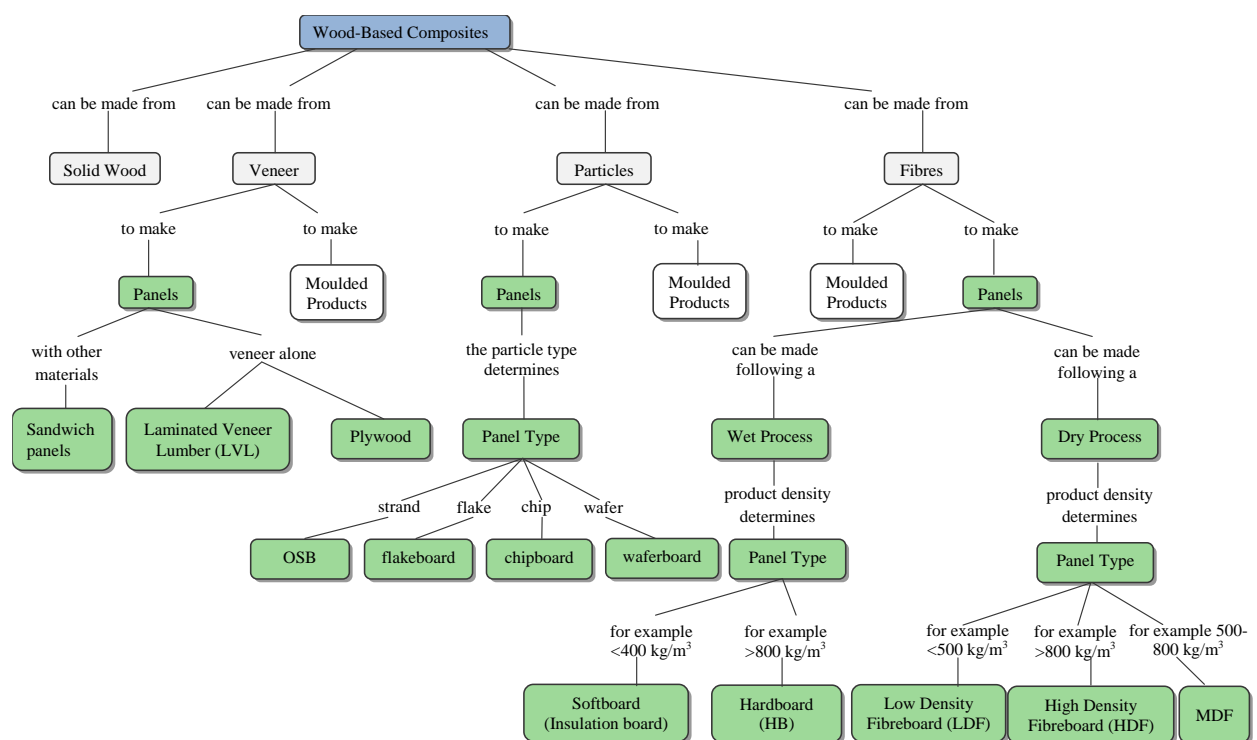 Wood-Based Composites
can be made from
can be made from
can be made from
can be made from
Solid Wood
Veneer
Particles
Fibres
to make
to make
to make
to make
to make
to make
Panels
Moulded
Products
Panels
Moulded
Products
Moulded
Products
Panels
with other
materials
veneer alone
the particle type
determines
can be made
following a
can be made
following a
Sandwich
panels
Laminated Veneer
Lumber (LVL)
Plywood
Panel Type
Wet Process
Dry Process
strand
flake
chip
wafer
product density
determines
product density
determines
OSB
flakeboard
chipboard
waferboard
Panel Type
Panel Type
for example
<400 kg/m³
for example
>800 kg/m³
for example
<500 kg/m³
for example
>800 kg/m³
for example 500-
800 kg/m³
Softboard
(Insulation board)
Hardboard
(HB)
Low Density
Fibreboard (LDF)
High Density
Fibreboard (HDF)
MDF